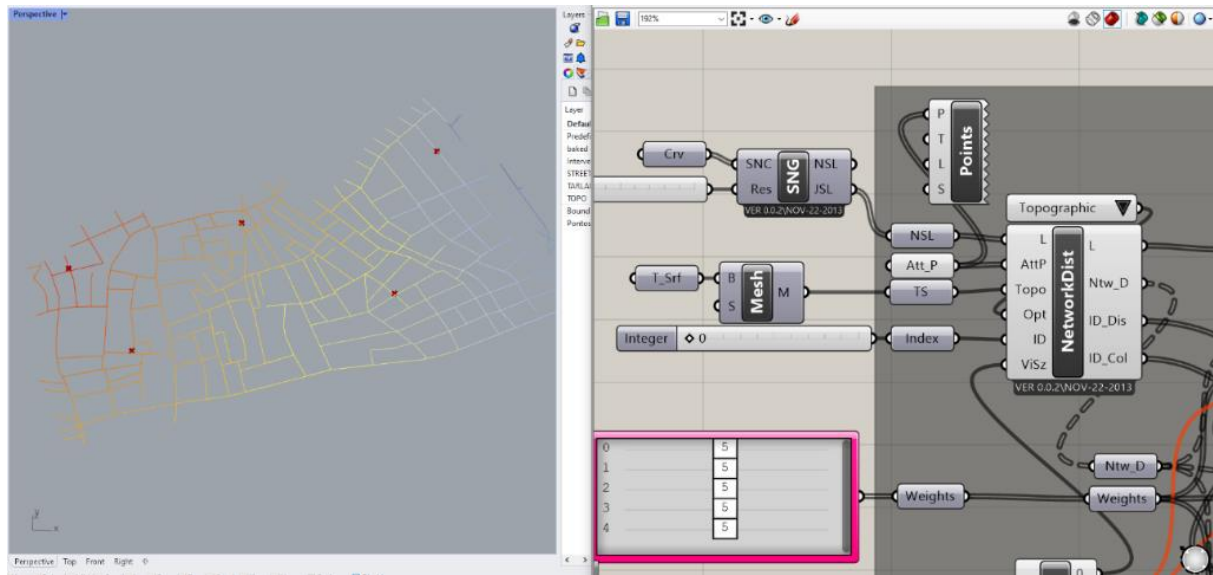 Perspective
Layers
Layer
Defaul
Predefi
baked
Interve
STREET
TARLA
TOPO
Bound
Pontos
y
x
Perspective Top Front Right
192%
Crv
SNC
Res
SNG
NSL
JSL
VER 0.0.2\NOV-22-2013
P
T
L
S
Points
Topographic
NSL
Att_P
TS
Index
T_Srf
B
S
Mesh
M
Integer 0
L
AttP
Topo
Opt
ID
ViSz
NetworkDist
L
Ntw_D
ID_Dis
ID_Col
VER 0.0.2\NOV-22-2013
0 5
1 5
2 5
3 5
4 5
Weights
Ntw_D
Weights
0